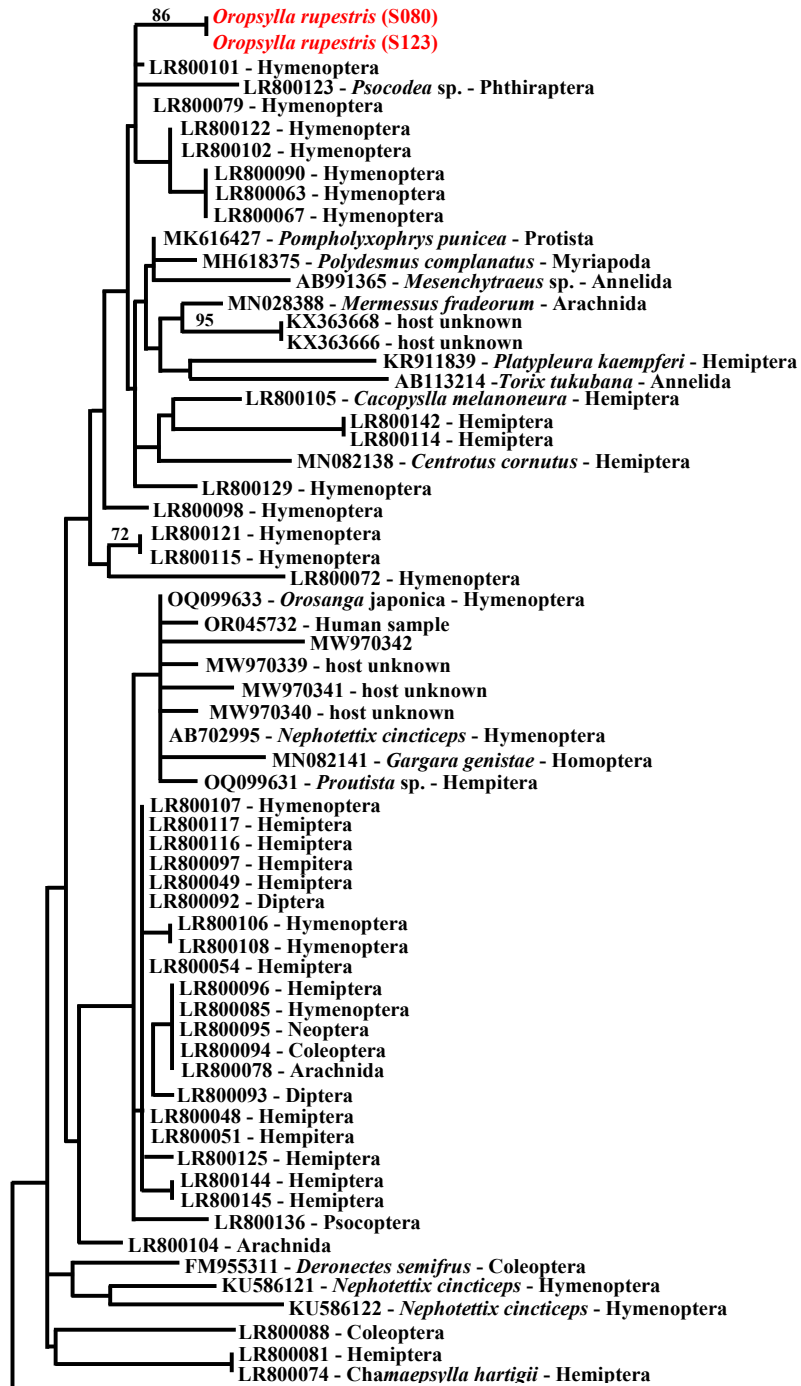 86
Oropsylla rupestris (S080)
Oropsylla rupestris (S123)
LR800101 - Hymenoptera
LR800123 - Psocodea sp. - Phthiraptera
LR800079 - Hymenoptera
LR800122 - Hymenoptera
LR800102 - Hymenoptera
LR800090 - Hymenoptera
LR800063 - Hymenoptera
LR800067 - Hymenoptera
MK616427 - Pompholyxophrys punicea - Protista
MH618375 - Polydesmus complanatus - Myriapoda
AB991365 - Mesenchytraeus sp. - Annelida
MN028388 - Mermessus fradeorum - Arachnida
95
KX363668 - host unknown
KX363666 - host unknown
KR911839 - Platypleura kaempferi - Hemiptera
AB113214 -Torix tukubana - Annelida
LR800105 - Cacopyslla melanoneura - Hemiptera
LR800142 - Hemiptera
LR800114 - Hemiptera
MN082138 - Centrotus cornutus - Hemiptera
LR800129 - Hymenoptera
LR800098 - Hymenoptera
72
LR800121 - Hymenoptera
LR800115 - Hymenoptera
LR800072 - Hymenoptera
OQ099633 - Orosanga japonica - Hymenoptera
OR045732 - Human sample
MW970342
MW970339 - host unknown
MW970341 - host unknown
MW970340 - host unknown
AB702995 - Nephotettix cincticeps - Hymenoptera
MN082141 - Gargara genistae - Homoptera
OQ099631 - Proutista sp. - Hempitera
LR800107 - Hymenoptera
LR800117 - Hemiptera
LR800116 - Hemiptera
LR800097 - Hempitera
LR800049 - Hemiptera
LR800092 - Diptera
LR800106 - Hymenoptera
LR800108 - Hymenoptera
LR800054 - Hemiptera
LR800096 - Hemiptera
LR800085 - Hymenoptera
LR800095 - Neoptera
LR800094 - Coleoptera
LR800078 - Arachnida
LR800093 - Diptera
LR800048 - Hemiptera
LR800051 - Hempitera
LR800125 - Hemiptera
LR800144 - Hemiptera
LR800145 - Hemiptera
LR800136 - Psocoptera
LR800104 - Arachnida
FM955311 - Deronectes semifrus - Coleoptera
KU586121 - Nephotettix cincticeps - Hymenoptera
KU586122 - Nephotettix cincticeps - Hymenoptera
LR800088 - Coleoptera
LR800081 - Hemiptera
LR800074 - Chamaepsylla hartigii - Hemiptera